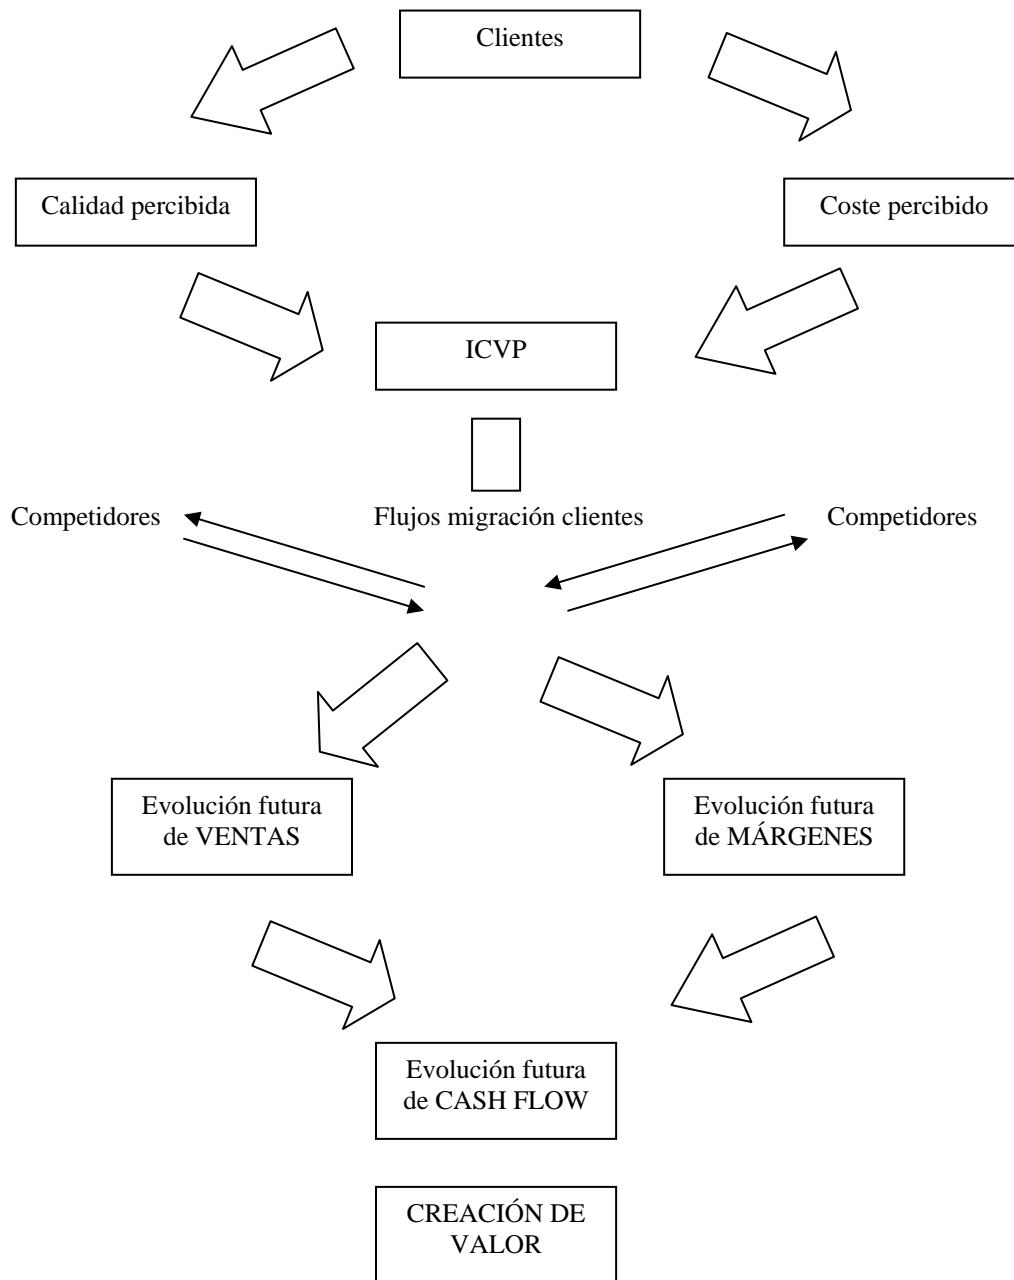 Clientes
Calidad percibida
Coste percibido
ICVP
Competidores
Flujos migración clientes
Competidores
Evolución futura
de VENTAS
Evolución futura
de MÁRGENES
Evolución futura
de CASH FLOW
CREACIÓN DE
VALOR